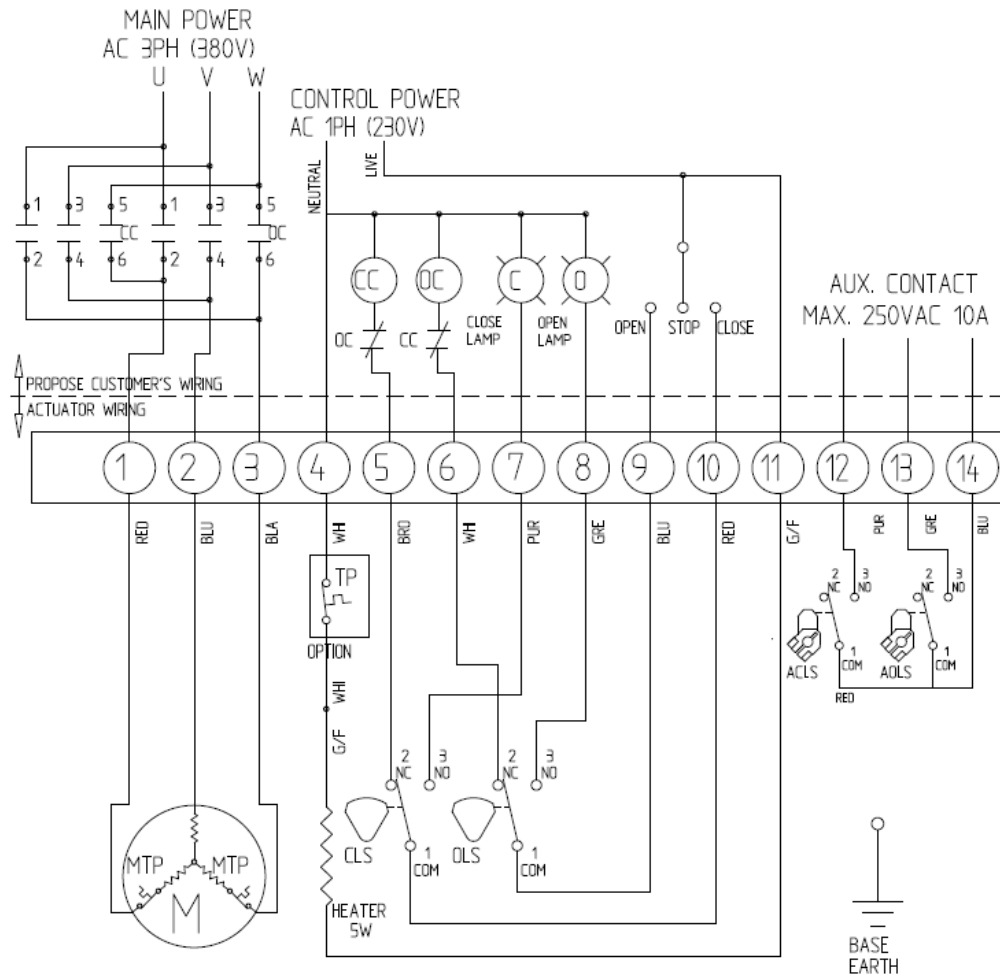 MAIN POWER
AC 3PH (380V)
U V W
CONTROL POWER
AC 1PH (230V)
NEUTRAL
LIVE
1 3 5 1 3 5
CC OC
2 4 6 2 4 6
CC OC C O
OC CC
CLOSE
LAMP
OPEN
LAMP
OPEN STOP CLOSE
AUX. CONTACT
MAX. 250VAC 10A
PROPOSE CUSTOMER'S WIRING
ACTUATOR WIRING
1 2 3 4 5 6 7 8 9 10 11 12 13 14
RED BLU BLA WH BRO WH PUR GRE BLU RED G/F PUR GRE BLU
TP
OPTION
WHI
G/F
2
NC
3
NO
1
COM
ACLS
2
NC
3
NO
1
COM
AOLS
RED
2
NC
3
NO
CLS
1
COM
2
NC
3
NO
OLS
1
COM
MTP MTP
M
HEATER
5W
BASE
EARTH